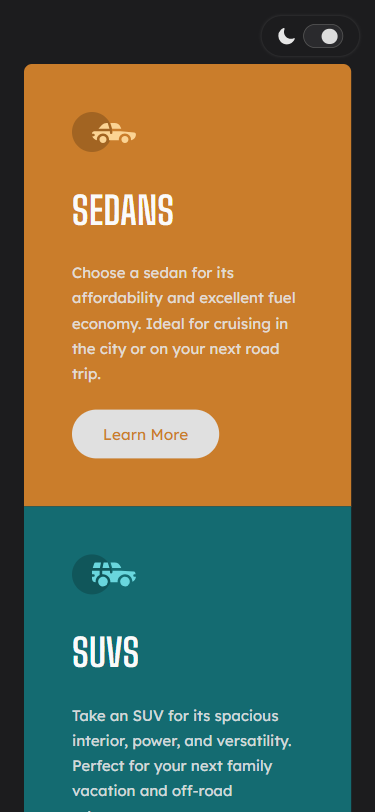 SEDANS
Choose a sedan for its
affordability and excellent fuel
economy. Ideal for cruising in
the city or on your next road
trip.
Learn More
SUVS
Take an SUV for its spacious
interior, power, and versatility.
Perfect for your next family
vacation and off-road